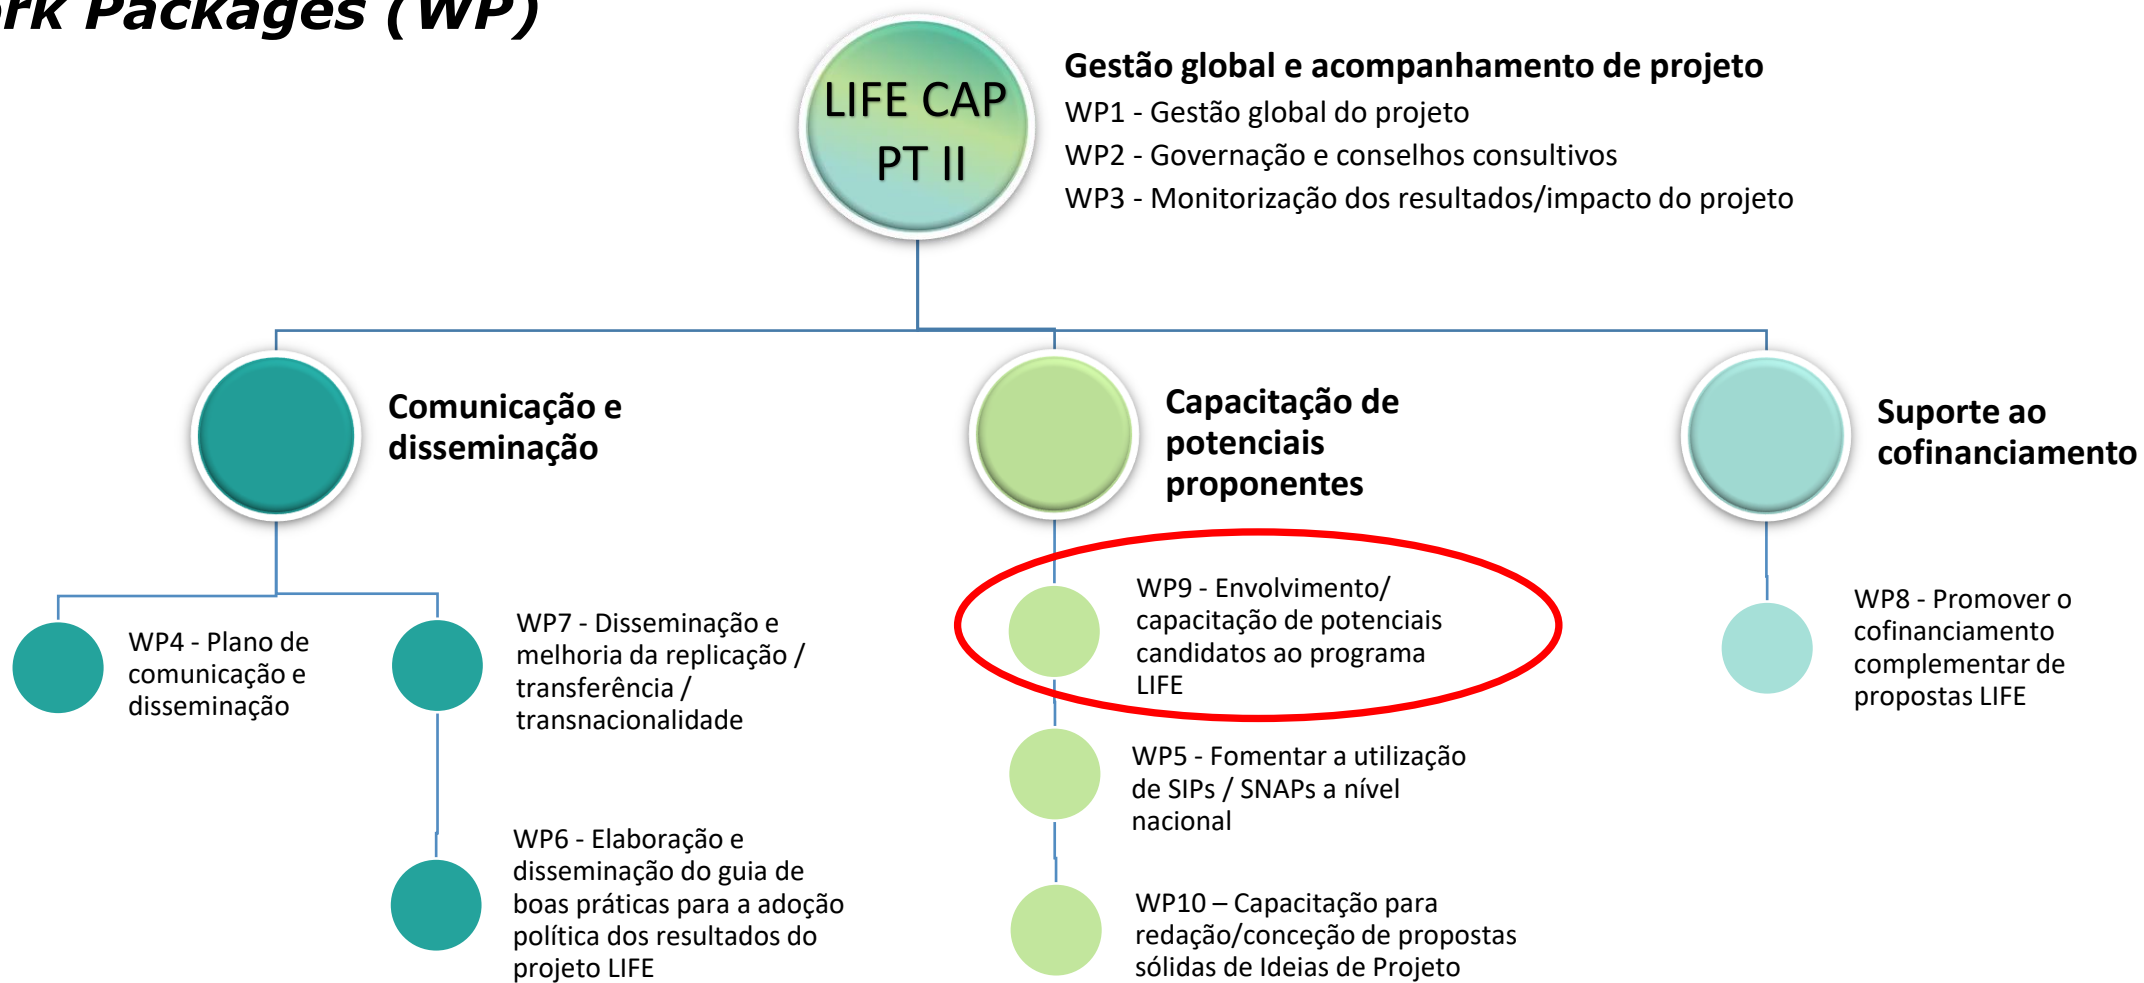 ork Packages (WP)
LIFE CAP
PT II
Gestão global e acompanhamento de projeto
WP1 - Gestão global do projeto
WP2 - Governação e conselhos consultivos
WP3 - Monitorização dos resultados/impacto do projeto
Comunicação e
disseminação
Capacitação de
potenciais
proponentes
Suporte ao
cofinanciamento
WP4 - Plano de
comunicação e
disseminação
WP7 - Disseminação e
melhoria da replicação /
transferência /
transnacionalidade
WP6 - Elaboração e
disseminação do guia de
boas práticas para a adoção
política dos resultados do
projeto LIFE
WP9 - Envolvimento/
capacitação de potenciais
candidatos ao programa
LIFE
WP5 - Fomentar a utilização
de SIPs / SNAPs a nível
nacional
WP10 – Capacitação para
redação/conceção de propostas
sólidas de Ideias de Projeto
WP8 - Promover o
cofinanciamento
complementar de
propostas LIFE